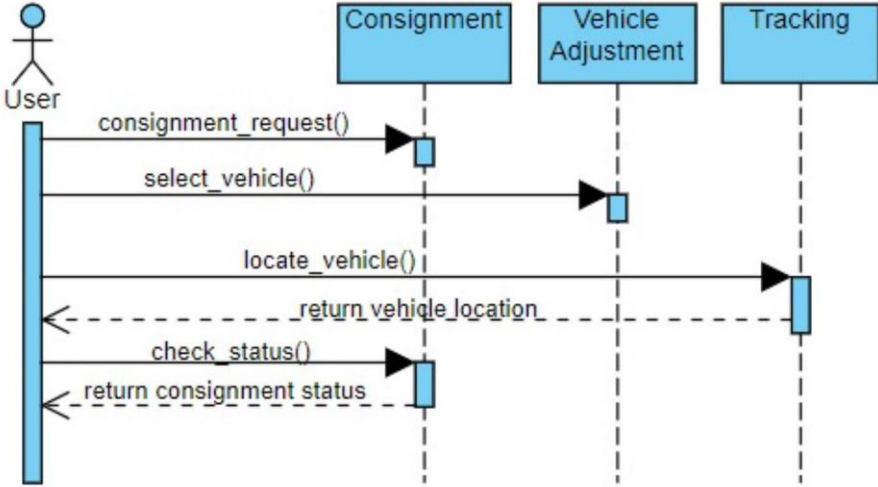 Consignment
Vehicle
Adjustment
Tracking
User
consignment_request()
select_vehicle()
locate_vehicle()
return vehicle location
check_status()
return consignment status